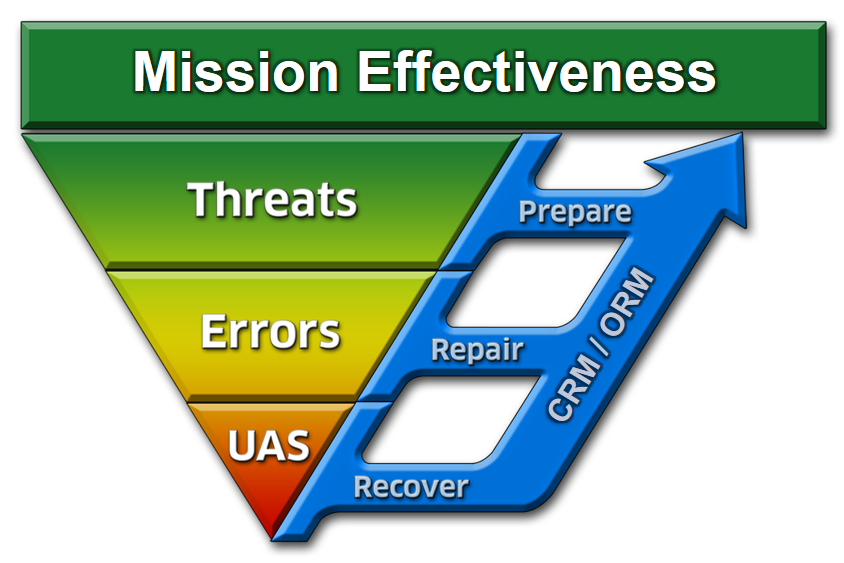 Mission Effectiveness
Threats
Prepare
Errors
Repair
CRM / ORM
UAS
Recover